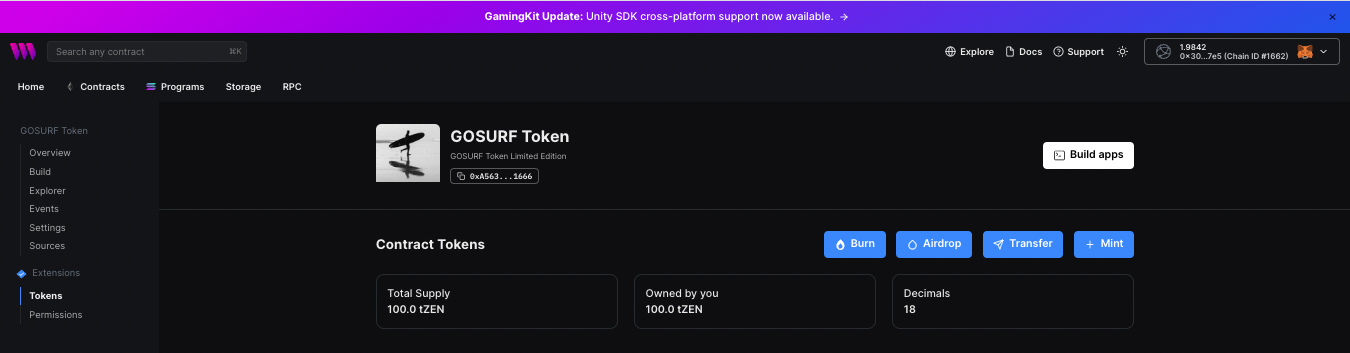 GamingKit Update: Unity SDK cross-platform support now available. →
Search any contract ⌘K
Explore Docs Support
1.9842
0x30...7e5 (Chain ID #1662)
Home Contracts Programs Storage RPC
GOSURF Token
Overview
Build
Explorer
Events
Settings
Sources
Extensions
Tokens
Permissions
GOSURF Token
GOSURF Token Limited Edition
0xA563...1666
Build apps
Contract Tokens
Burn Airdrop Transfer + Mint
Total Supply
100.0 tZEN
Owned by you
100.0 tZEN
Decimals
18